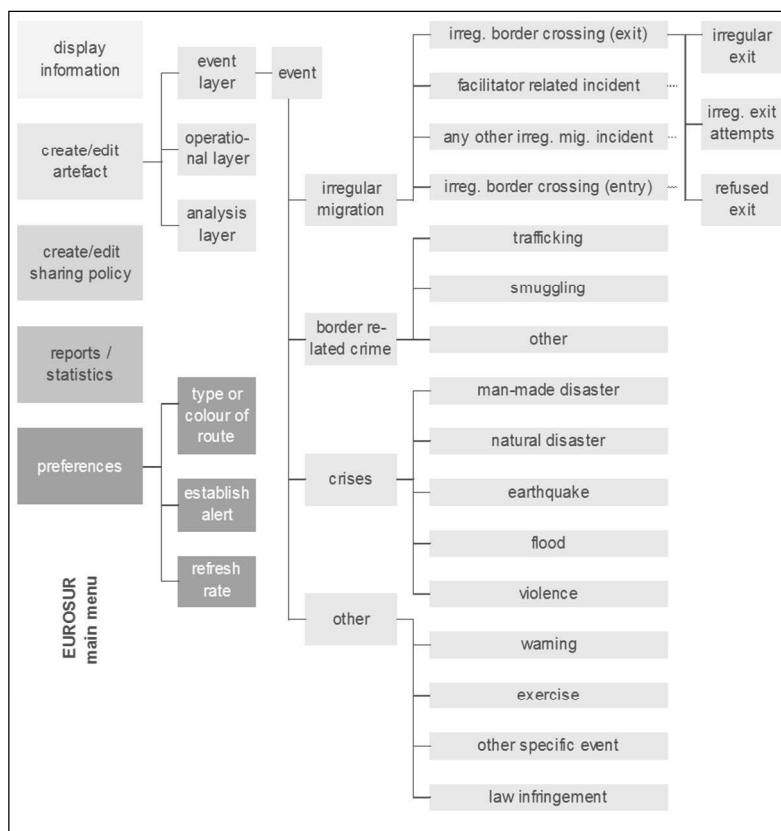 display
information
create/edit
artefact
create/edit
sharing policy
reports /
statistics
preferences
EUROSUR
main menu
event
layer
operatio-
nal layer
analysis
layer
type or
colour of
route
establish
alert
refresh
rate
event
irregular
migration
border re-
lated crime
crises
other
irreg. border crossing (exit)
facilitator related incident
any other irreg. mig. incident
irreg. border crossing (entry)
trafficking
smuggling
other
man-made disaster
natural disaster
earthquake
flood
violence
warning
exercise
other specific event
law infringement
irregular
exit
irreg. exit
attempts
refused
exit